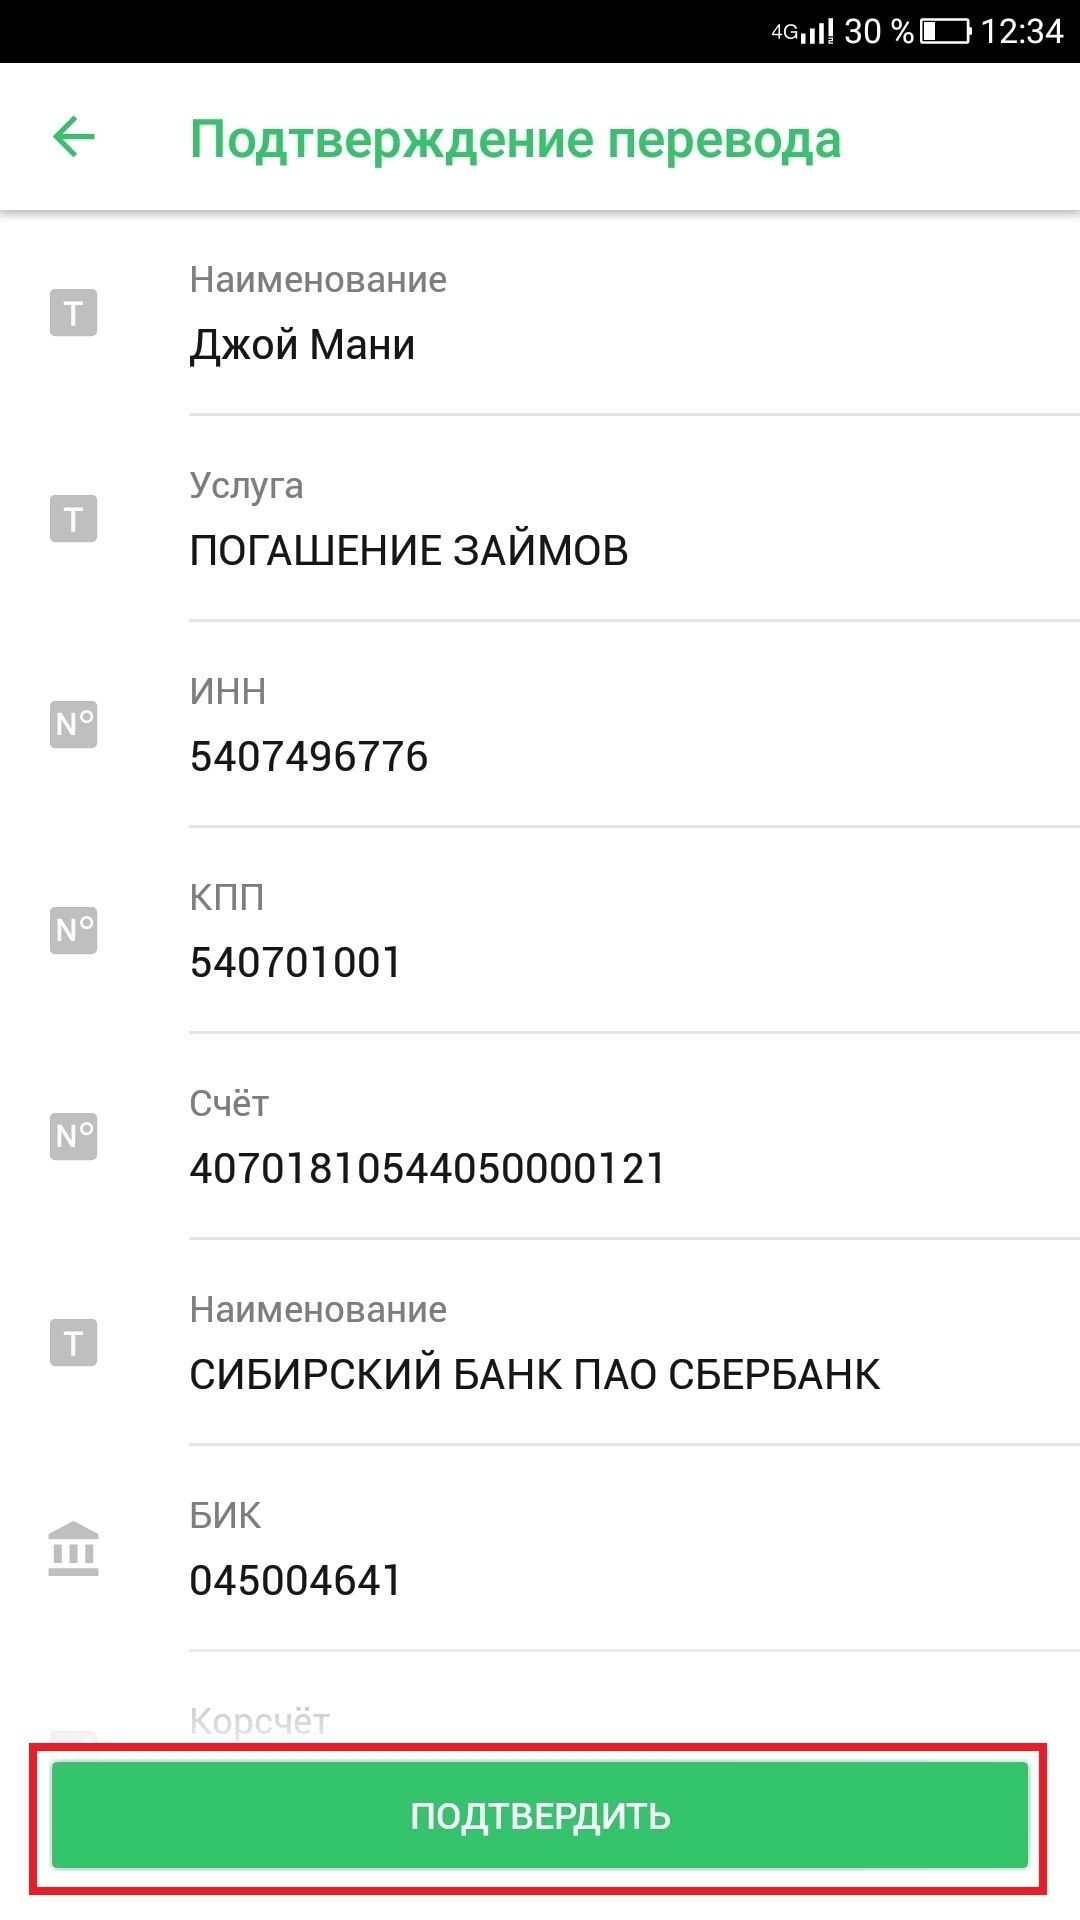 4G 30 % 12:34
Подтверждение перевода
Наименование
T
Джой Мани
Услуга
T
ПОГАШЕНИЕ ЗАЙМОВ
ИНН
N°
5407496776
КПП
N°
540701001
Счёт
N°
40701810544050000121
Наименование
T
СИБИРСКИЙ БАНК ПАО СБЕРБАНК
БИК
045004641
Корсчёт
ПОДТВЕРДИТЬ